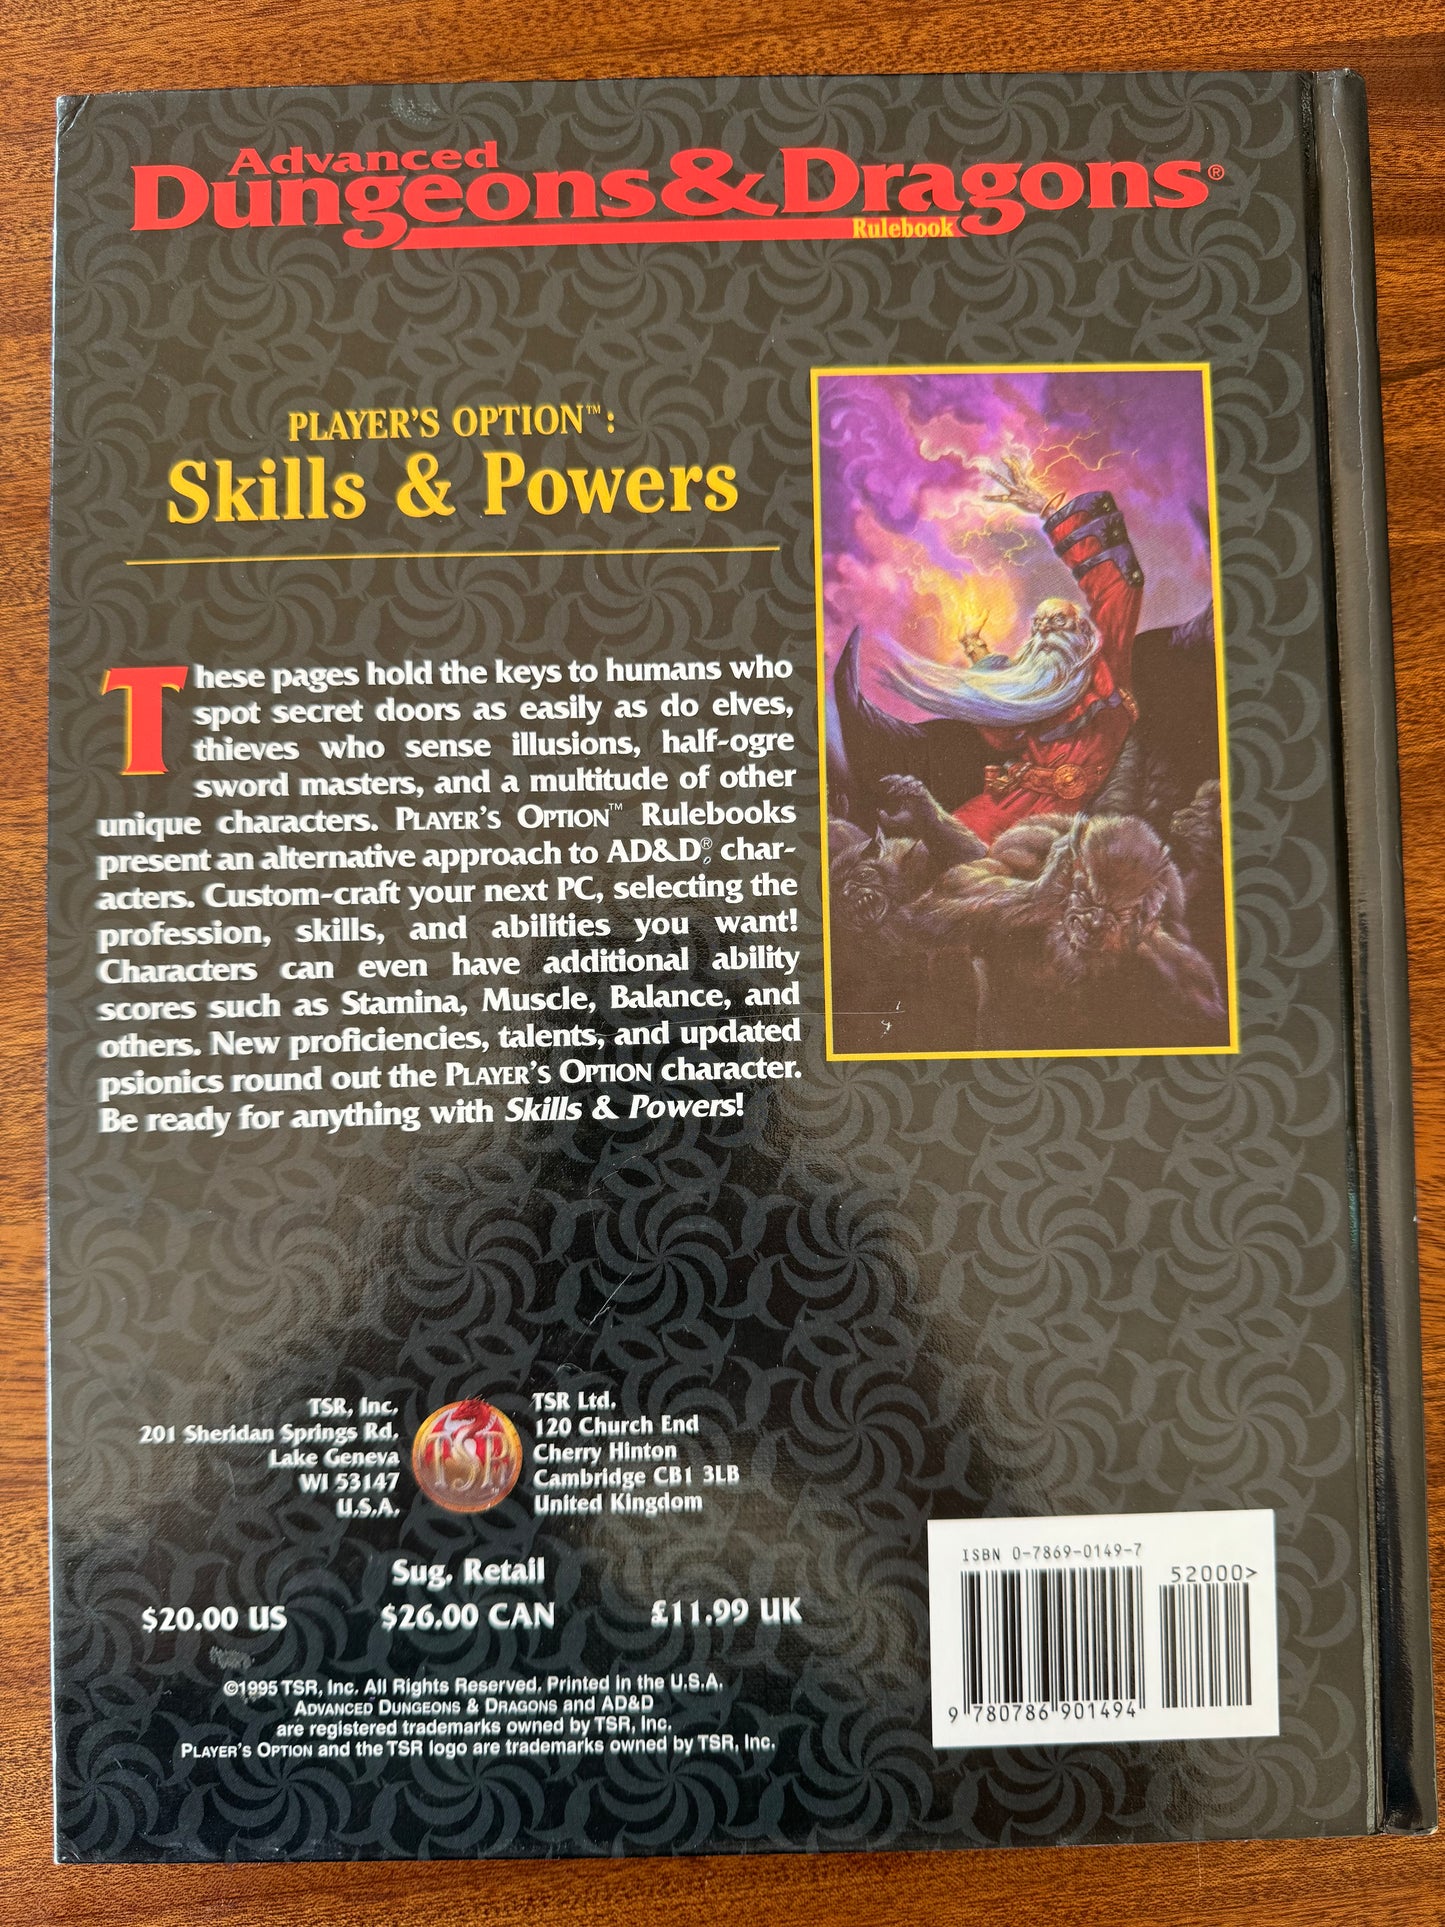 Advanced
Dungeons & Dragons®
Rulebook
PLAYER'S OPTION™:
Skills & Powers
These pages hold the keys to humans who
spot secret doors as easily as do elves,
thieves who sense illusions, half-ogre
sword masters, and a multitude of other
unique characters. PLAYER'S OPTION™ Rulebooks
present an alternative approach to AD&D® char-
acters. Custom-craft your next PC, selecting the
profession, skills, and abilities you want!
Characters can even have additional ability
scores such as Stamina, Muscle, Balance, and
others. New proficiencies, talents, and updated
psionics round out the PLAYER'S OPTION character.
Be ready for anything with Skills & Powers!
TSR, Inc.
201 Sheridan Springs Rd.
Lake Geneva
WI 53147
U.S.A.
TSR
TSR Ltd.
120 Church End
Cherry Hinton
Cambridge CB1 3LB
United Kingdom
Sug. Retail
$20.00 US $26.00 CAN £11.99 UK
©1995 TSR, Inc. All Rights Reserved. Printed in the U.S.A.
ADVANCED DUNGEONS & DRAGONS and AD&D
are registered trademarks owned by TSR, Inc.
PLAYER'S OPTION and the TSR logo are trademarks owned by TSR, Inc.
ISBN 0-7869-0149-7
52000>
9 780786 901494